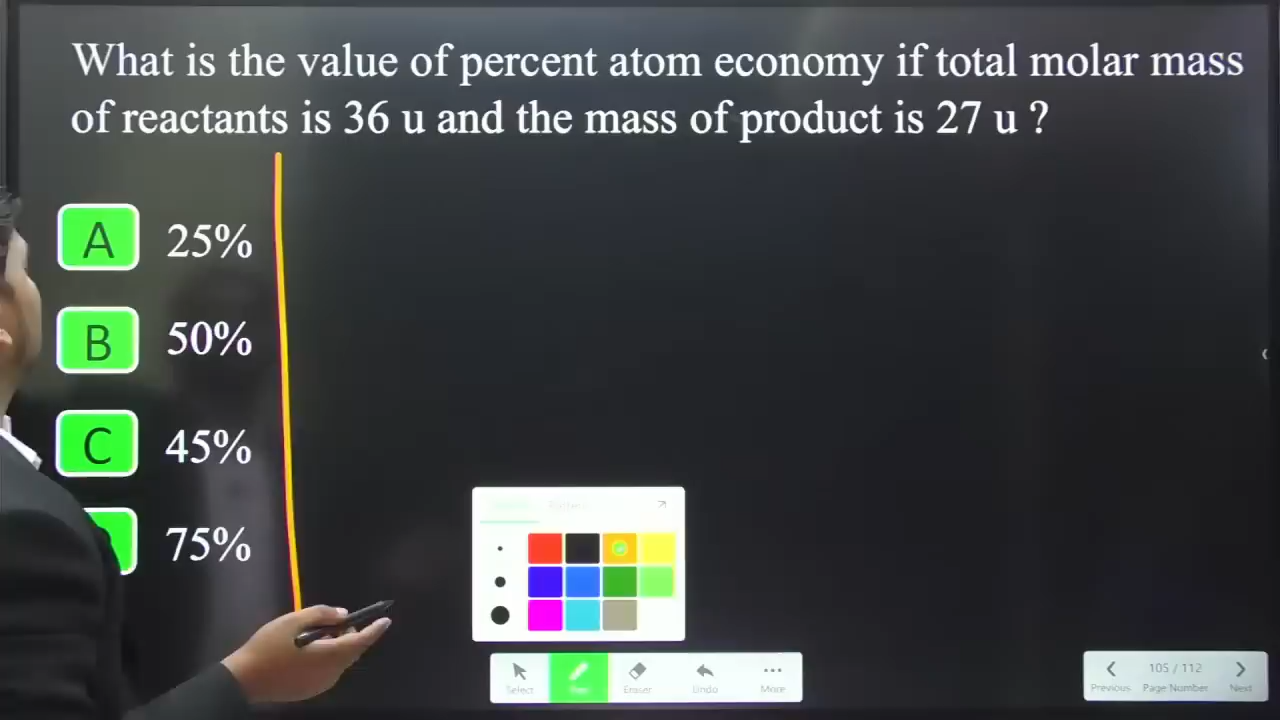 What is the value of percent atom economy if total molar mass
of reactants is 36 u and the mass of product is 27 u ?
A 25%
B 50%
C 45%
75%
Select
Pen
Eraser
Undo
More
105 / 112
Previous Page Number Next